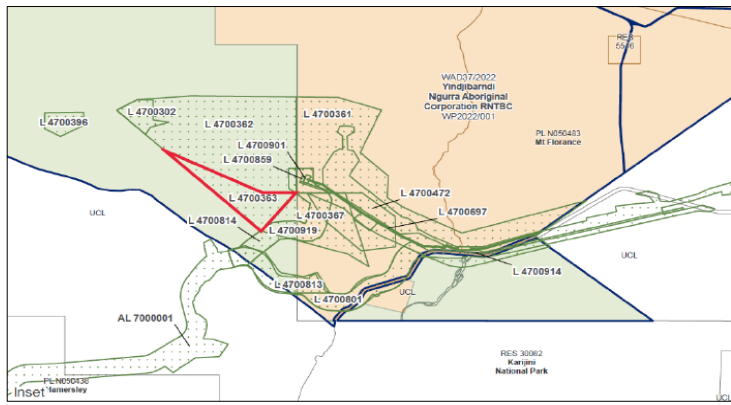 RES
WAD37/2022
Yindjibarndi
Ngurra Aboriginal
Corporation RNTBC
WP2022/001
L 4700302
L 4700361
L 4700396
L 4700362
PL N050483
Mt Florance
L 4700901
L 4700859
L 4700472
L 4700363
L 4700697
UCL
L 4700814
L 4700367
L 4700919
UCL
L 4700914
L 4700813
UCL
L 4700801
AL 7000001
RES 30082
Karijini
National Park
PL N050438
Hamersley
Inset
UCL